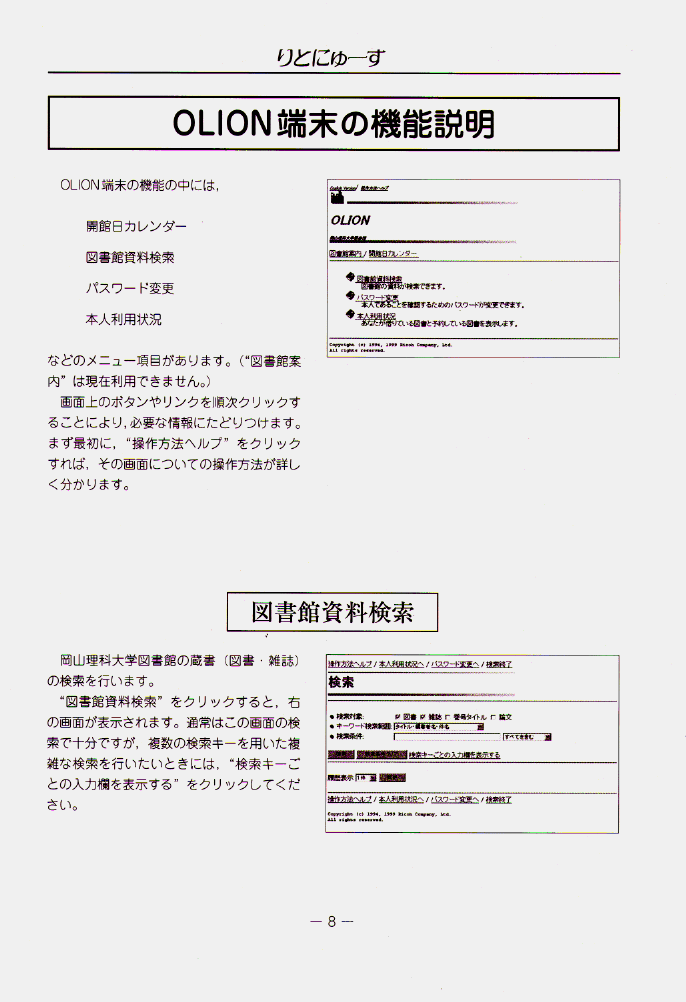 りとにゅーす
OLION端末の機能説明
OLION端末の機能の中には,
開館日カレンダー
図書館資料検索
パスワード変更
本人利用状況
などのメニュー項目があります。(“図書館案
内”は現在利用できません。)
画面上のボタンやリンクを順次クリックす
ることにより,必要な情報にたどりつけます。
まず最初に,“操作方法ヘルプ”をクリック
すれば,その画面についての操作方法が詳し
く分かります。
English Version/ 操作方法ヘルプ
OLION
図書館案内 / 開館日カレンダー
図書館資料検索
図書館の資料が検索できます。
パスワード変更
本人であることを確認するためのパスワードが変更できます。
本人利用状況
あなたが借りている図書と予約している図書を表示します。
Copyright (c) 1996, 1999 Ricoh Company, Ltd.
All rights reserved.
図書館資料検索
岡山理科大学図書館の蔵書(図書・雑誌)
の検索を行います。
“図書館資料検索”をクリックすると,右
の画面が表示されます。通常はこの画面の検
索で十分ですが,複数の検索キーを用いた複
雑な検索を行いたいときには,“検索キーご
との入力欄を表示する”をクリックしてくだ
さい。
操作方法ヘルプ / 本人利用状況へ / パスワード変更へ / 検索終了
検索
検索対象: 図書 雑誌 巻号タイトル 論文
キーワード検索範囲: タイトル・編著者名・件名
検索条件: すべてを含む
検索キーごとの入力欄を表示する
履歴表示
操作方法ヘルプ / 本人利用状況へ / パスワード変更へ / 検索終了
Copyright (c) 1996, 1999 Ricoh Company, Ltd.
All rights reserved.
— 8 —